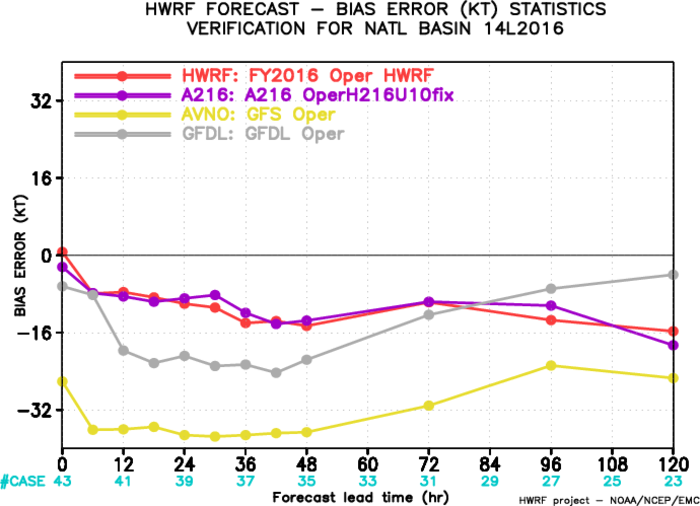 HWRF FORECAST – BIAS ERROR (KT) STATISTICS
VERIFICATION FOR NATL BASIN 14L2016
HWRF: FY2016 Oper HWRF
A216: A216 OperH216U10fix
AVNO: GFS Oper
GFDL: GFDL Oper
BIAS ERROR (KT)
32
16
0
−16
−32
0 12 24 36 48 60 72 84 96 108 120
#CASE 43 41 39 37 35 33 31 29 27 25 23
Forecast lead time (hr)
HWRF project – NOAA/NCEP/EMC